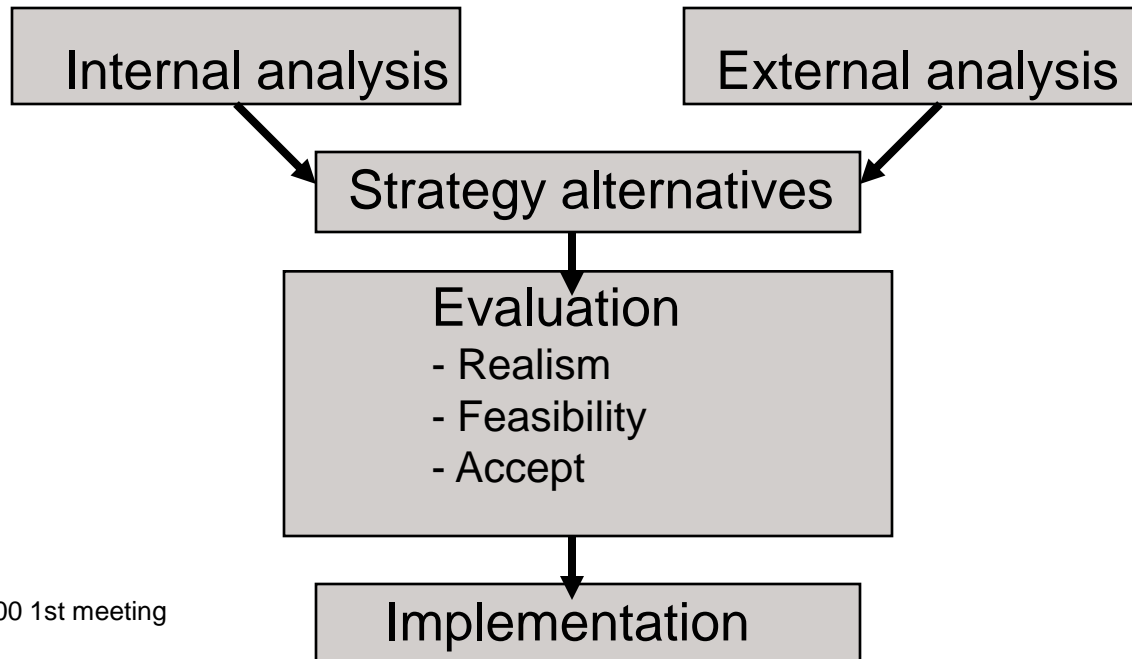 Internal analysis
External analysis
Strategy alternatives
Evaluation
- Realism
- Feasibility
- Accept
00 1st meeting
Implementation